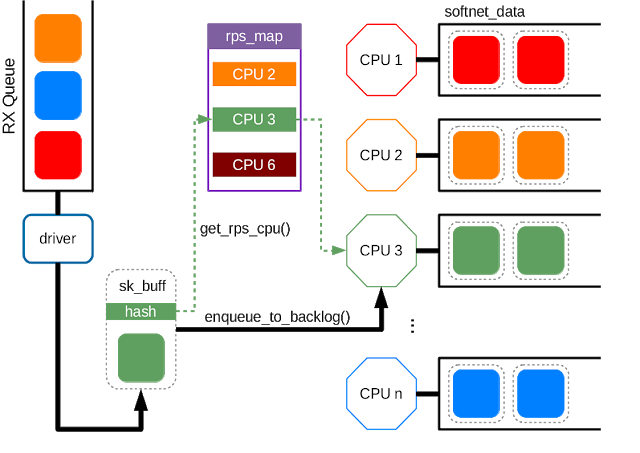 softnet_data
rps_map
CPU 1
CPU 2
RX Queue
CPU 3
CPU 2
CPU 6
get_rps_cpu()
driver
CPU 3
sk_buff
hash
enqueue_to_backlog()
...
CPU n